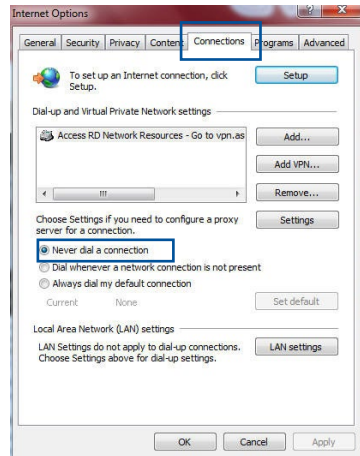 Internet Options
General Security Privacy Content Connections Programs Advanced
To set up an Internet connection, click
Setup.
Setup
Dial-up and Virtual Private Network settings
Access RD Network Resources - Go to vpn.as
Add...
Add VPN...
Remove...
Choose Settings if you need to configure a proxy
server for a connection.
Settings
Never dial a connection
Dial whenever a network connection is not present
Always dial my default connection
Current None
Set default
Local Area Network (LAN) settings
LAN Settings do not apply to dial-up connections.
Choose Settings above for dial-up settings.
LAN settings
OK Cancel Apply